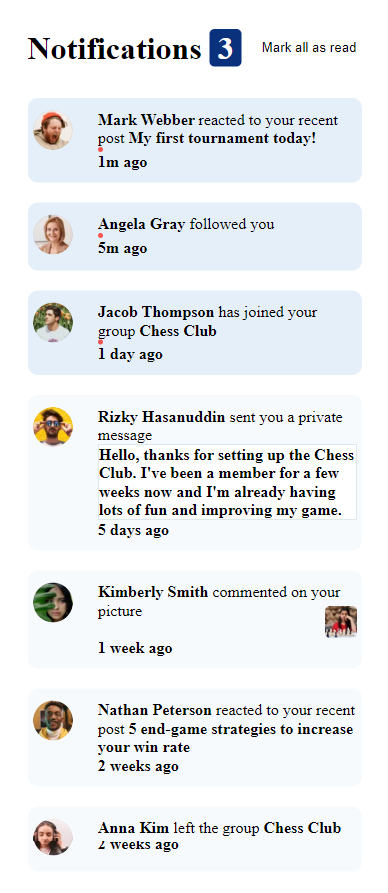 Notifications 3 Mark all as read
Mark Webber reacted to your recent
post My first tournament today!
1m ago
Angela Gray followed you
5m ago
Jacob Thompson has joined your
group Chess Club
1 day ago
Rizky Hasanuddin sent you a private
message
Hello, thanks for setting up the Chess
Club. I've been a member for a few
weeks now and I'm already having
lots of fun and improving my game.
5 days ago
Kimberly Smith commented on your
picture
1 week ago
Nathan Peterson reacted to your recent
post 5 end-game strategies to increase
your win rate
2 weeks ago
Anna Kim left the group Chess Club
2 weeks ago